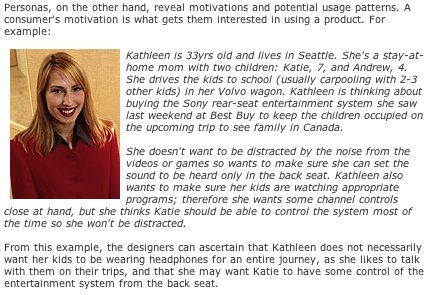 Personas, on the other hand, reveal motivations and potential usage patterns. A
consumer's motivation is what gets them interested in using a product. For
example:
Kathleen is 33yrs old and lives in Seattle. She's a stay-at-
home mom with two children: Katie, 7, and Andrew, 4.
She drives the kids to school (usually carpooling with 2-3
other kids) in her Volvo wagon. Kathleen is thinking about
buying the Sony rear-seat entertainment system she saw
last weekend at Best Buy to keep the children occupied on
the upcoming trip to see family in Canada.
She doesn't want to be distracted by the noise from the
videos or games so wants to make sure she can set the
sound to be heard only in the back seat. Kathleen also
wants to make sure her kids are watching appropriate
programs; therefore she wants some channel controls
close at hand, but she thinks Katie should be able to control the system most of
the time so she won't be distracted.
From this example, the designers can ascertain that Kathleen does not necessarily
want her kids to be wearing headphones for an entire journey, as she likes to talk
with them on their trips, and that she may want Katie to have some control of the
entertainment system from the back seat.